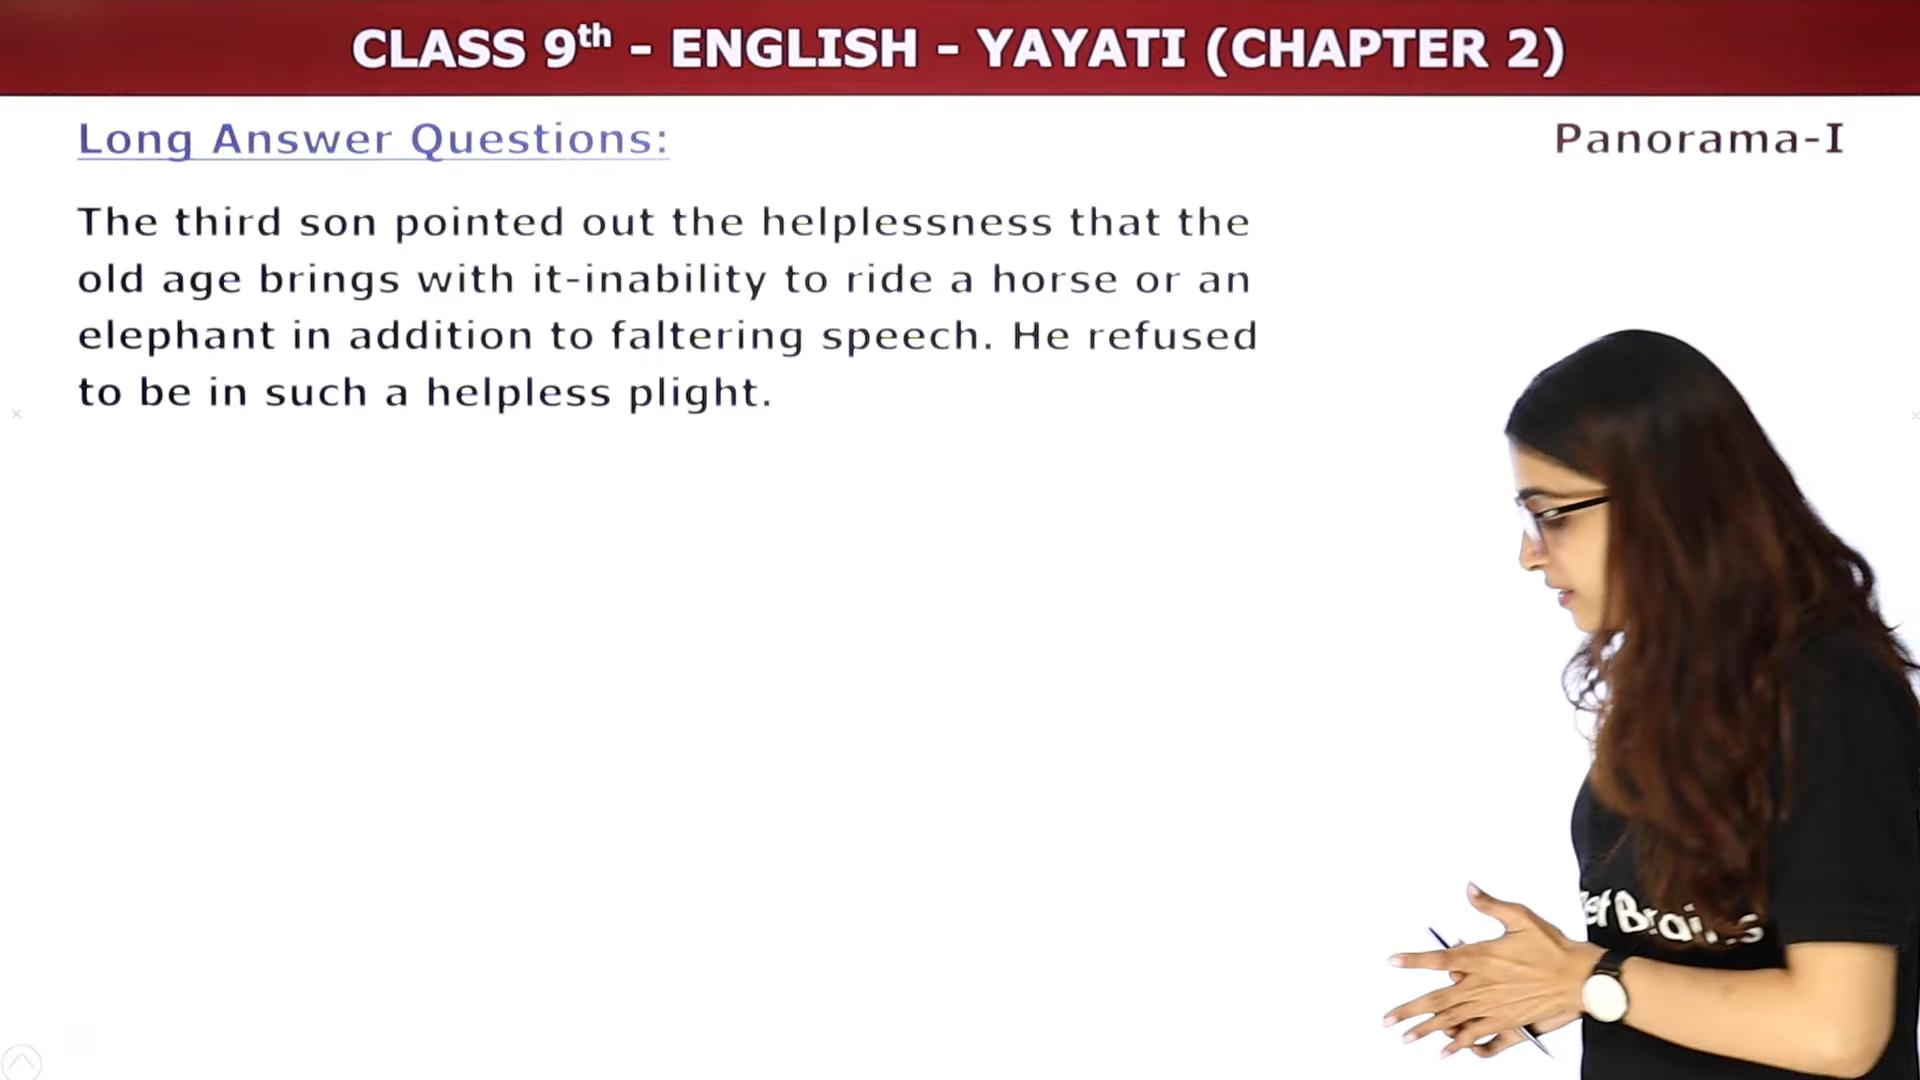 CLASS 9th - ENGLISH - YAYATI (CHAPTER 2)
Long Answer Questions:
Panorama-I
The third son pointed out the helplessness that the
old age brings with it-inability to ride a horse or an
elephant in addition to faltering speech. He refused
to be in such a helpless plight.